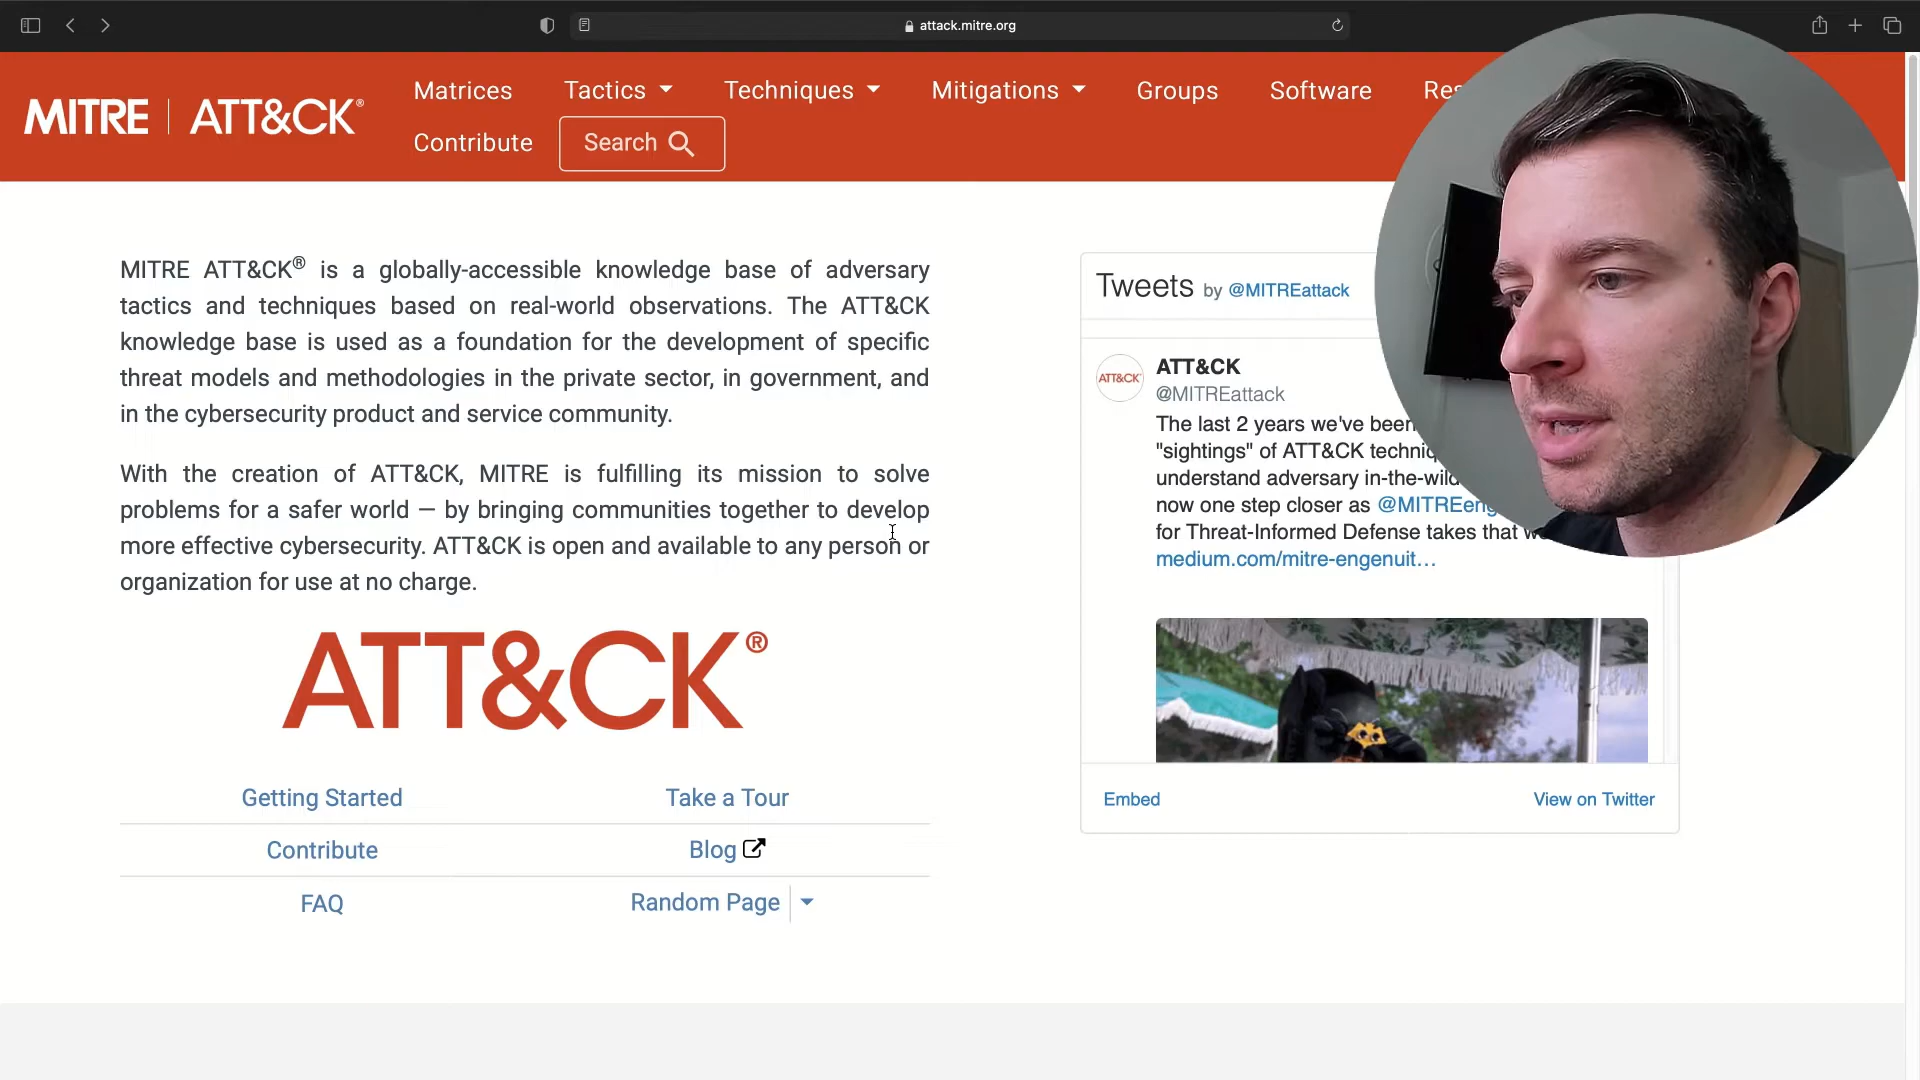 attack.mitre.org
MITRE | ATT&CK®
Matrices Tactics Techniques Mitigations Groups Software
Contribute Search
MITRE ATT&CK® is a globally-accessible knowledge base of adversary
tactics and techniques based on real-world observations. The ATT&CK
knowledge base is used as a foundation for the development of specific
threat models and methodologies in the private sector, in government, and
in the cybersecurity product and service community.
With the creation of ATT&CK, MITRE is fulfilling its mission to solve
problems for a safer world — by bringing communities together to develop
more effective cybersecurity. ATT&CK is open and available to any person or
organization for use at no charge.
ATT&CK®
Getting Started Take a Tour
Contribute Blog
FAQ Random Page
Tweets by @MITREattack
ATT&CK
ATT&CK
@MITREattack
The last 2 years we've been
"sightings" of ATT&CK
understand adversary in-the-wild
now one step closer as
for Threat-Informed Defense takes that
medium.com/mitre-engenuit…
Embed View on Twitter